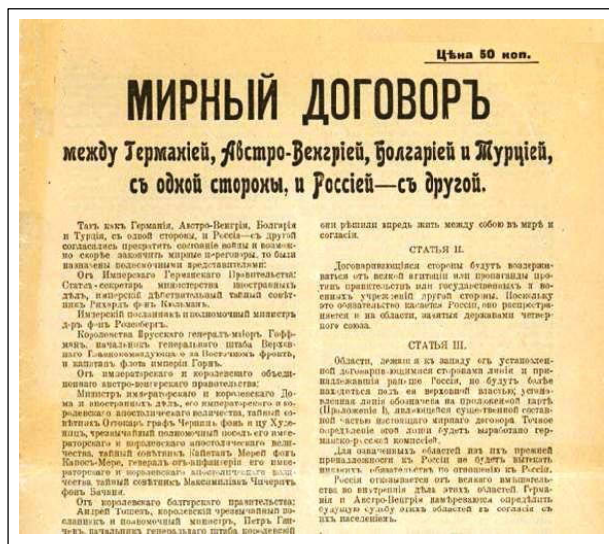 Цѣна 50 коп.
МИРНЫЙ ДОГОВОРЪ
между Германіей, Австро-Венгріей, Болгаріей и Турціей,
съ одной стороны, и Россіей—съ другой.
Такъ какъ Германія, Австро-Венгрія, Болгарія
и Турція, съ одной стороны, и Россія—съ другой
согласились прекратить состояніе войны и возмож-
но скорѣе закончить мирные переговоры, то были
назначены полномочными представителями:
Отъ Имперскаго Германскаго Правительства:
Статсъ-секретарь министерства иностранныхъ
дѣлъ, имперскій дѣйствительный тайный совѣт-
никъ Рихардъ фонъ Кюльманъ.
Имперскій посланникъ и полномочный министръ
д-ръ фонъ Розенбергъ.
Королевства Прусскаго генералъ-маіоръ Гоф-
манъ, начальникъ генеральнаго штаба Верхов-
наго Главнокомандующаго на Восточномъ фронтѣ,
и капитанъ флота имперіи Горнъ.
Отъ императорскаго и королевскаго объеди-
неннаго австро-венгерскаго правительства:
Министръ императорскаго и королевскаго До-
ма и иностранныхъ дѣлъ, его императорскаго и ко-
ролевскаго апостолическаго величества, тайный со-
вѣтникъ Оттокаръ графъ Чернинъ фонъ и цу Худе-
ницъ, чрезвычайный полномочный посолъ его импе-
раторскаго и королевскаго апостолическаго вели-
чества, тайный совѣтникъ Каэтанъ Мерей фонъ
Капосъ-Мере, генералъ-отъ-инфантеріи его импе-
раторскаго и королевскаго апостолическаго вели-
чества, тайный совѣтникъ Максимиліанъ Чичеричъ
фонъ Бачани.
Отъ королевскаго болгарскаго правительства:
Андрей Тошевъ, королевскій чрезвычайный по-
сланникъ и полномочный министръ, Петръ Ган-
чевъ, начальникъ генеральнаго штаба королевскій
они рѣшили впредь жить между собою въ мирѣ и
согласіи.
СТАТЬЯ II.
Договаривающіяся стороны будутъ воздержи-
ваться отъ всякой агитаціи или пропаганды про-
тивъ правительствъ или государственныхъ и во-
енныхъ учрежденій другой стороны. Поскольку
это обязательство касается Россіи, оно распростра-
няется и на области, занятыя державами четвер-
ного союза.
СТАТЬЯ III.
Области, лежащія къ западу отъ установлен-
ной договаривающимися сторонами линіи и при-
надлежавшія раньше Россіи, не будутъ болѣе
находиться подъ ея верховной властью; установ-
ленная линія обозначена на приложенной картѣ
(Приложеніе I), являющейся существенной состав-
ной частью настоящаго мирнаго договора. Точное
опредѣленіе этой линіи будетъ выработано гер-
манско-русской комиссіей.
Для означенныхъ областей изъ ихъ прежней
принадлежности къ Россіи не будетъ вытекать
никакихъ обязательствъ по отношенію къ Россіи.
Россія отказывается отъ всякаго вмѣшатель-
ства во внутреннія дѣла этихъ областей. Герма-
нія и Австро-Венгрія намѣреваются опредѣлить
будущую судьбу этихъ областей въ согласіи съ
ихъ населеніемъ.